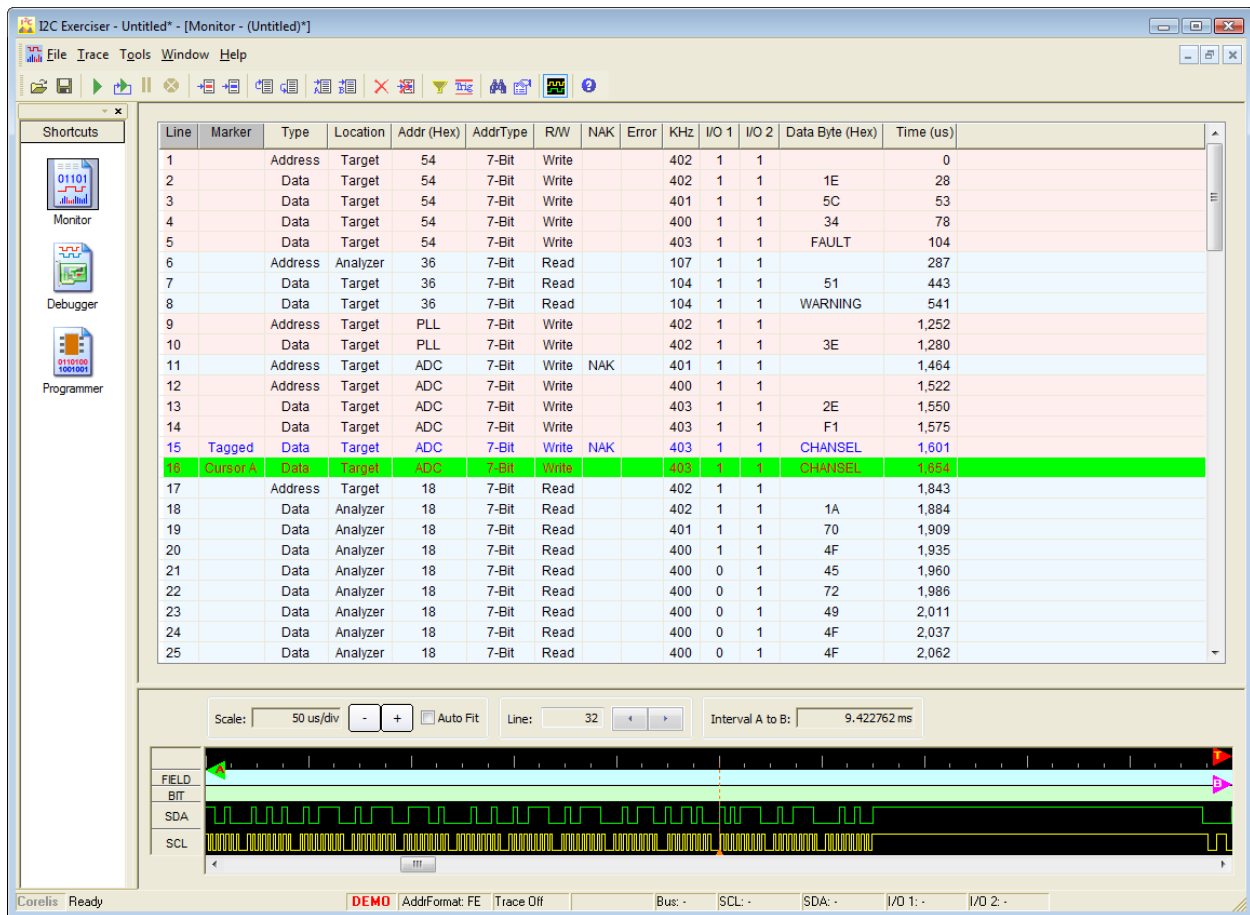 I2C Exerciser - Untitled* - [Monitor - (Untitled)*]
File Trace Tools Window Help
Shortcuts
Monitor
Debugger
Programmer
Line Marker Type Location Addr (Hex) AddrType R/W NAK Error KHz I/O 1 I/O 2 Data Byte (Hex) Time (us)
1 Address Target 54 7-Bit Write 402 1 1 0
2 Data Target 54 7-Bit Write 402 1 1 1E 28
3 Data Target 54 7-Bit Write 401 1 1 5C 53
4 Data Target 54 7-Bit Write 400 1 1 34 78
5 Data Target 54 7-Bit Write 403 1 1 FAULT 104
6 Address Analyzer 36 7-Bit Read 107 1 1 287
7 Data Target 36 7-Bit Read 104 1 1 51 443
8 Data Target 36 7-Bit Read 104 1 1 WARNING 541
9 Address Target PLL 7-Bit Write 402 1 1 1,252
10 Data Target PLL 7-Bit Write 402 1 1 3E 1,280
11 Address Target ADC 7-Bit Write NAK 401 1 1 1,464
12 Address Target ADC 7-Bit Write 400 1 1 1,522
13 Data Target ADC 7-Bit Write 403 1 1 2E 1,550
14 Data Target ADC 7-Bit Write 403 1 1 F1 1,575
15 Tagged Data Target ADC 7-Bit Write NAK 403 1 1 CHANSEL 1,601
16 Cursor A Data Target ADC 7-Bit Write 403 1 1 CHANSEL 1,654
17 Address Target 18 7-Bit Read 402 1 1 1,843
18 Data Analyzer 18 7-Bit Read 402 1 1 1A 1,884
19 Data Analyzer 18 7-Bit Read 401 1 1 70 1,909
20 Data Analyzer 18 7-Bit Read 400 1 1 4F 1,935
21 Data Analyzer 18 7-Bit Read 400 0 1 45 1,960
22 Data Analyzer 18 7-Bit Read 400 0 1 72 1,986
23 Data Analyzer 18 7-Bit Read 400 0 1 49 2,011
24 Data Analyzer 18 7-Bit Read 400 0 1 4F 2,037
25 Data Analyzer 18 7-Bit Read 400 0 1 4F 2,062
Scale: 50 us/div - + Auto Fit Line: 32 Interval A to B: 9.422762 ms
A T
FIELD B
BIT
SDA
SCL
Corelis Ready DEMO AddrFormat: FE Trace Off Bus: - SCL: - SDA: - I/O 1: - I/O 2: -